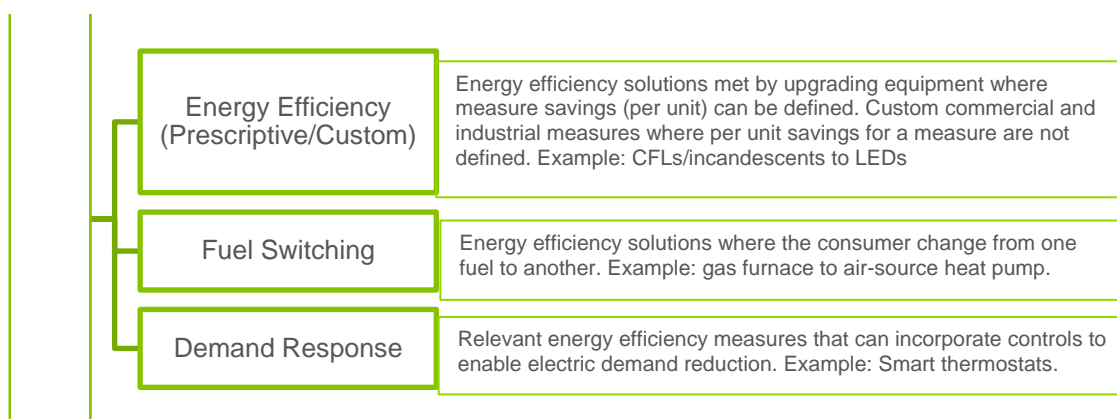 Energy Efficiency
(Prescriptive/Custom)
Energy efficiency solutions met by upgrading equipment where
measure savings (per unit) can be defined. Custom commercial and
industrial measures where per unit savings for a measure are not
defined. Example: CFLs/incandescents to LEDs
Fuel Switching
Energy efficiency solutions where the consumer change from one
fuel to another. Example: gas furnace to air-source heat pump.
Demand Response
Relevant energy efficiency measures that can incorporate controls to
enable electric demand reduction. Example: Smart thermostats.